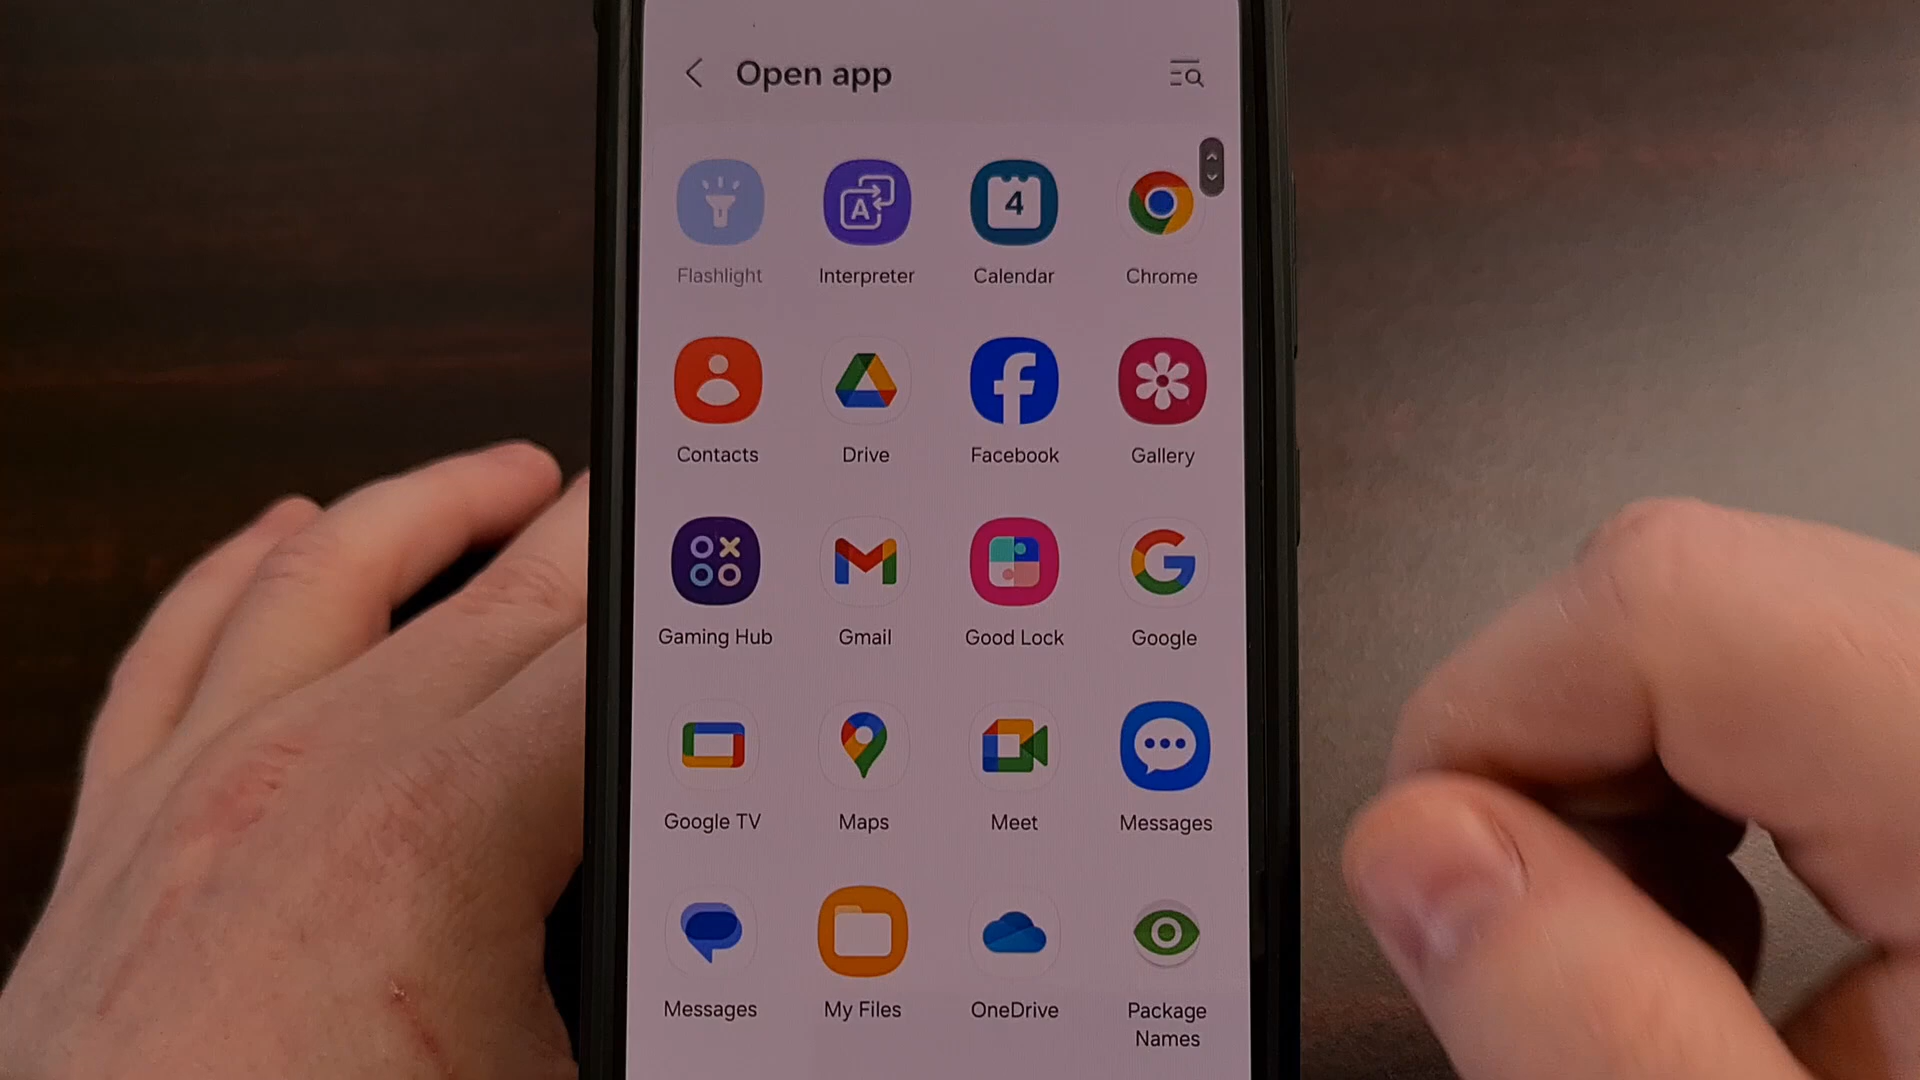 Open app
Flashlight
Interpreter
Calendar
4
Chrome
Contacts
Drive
Facebook
Gallery
Gaming Hub
Gmail
Good Lock
Google
Google TV
Maps
Meet
Messages
Messages
My Files
OneDrive
Package
Names